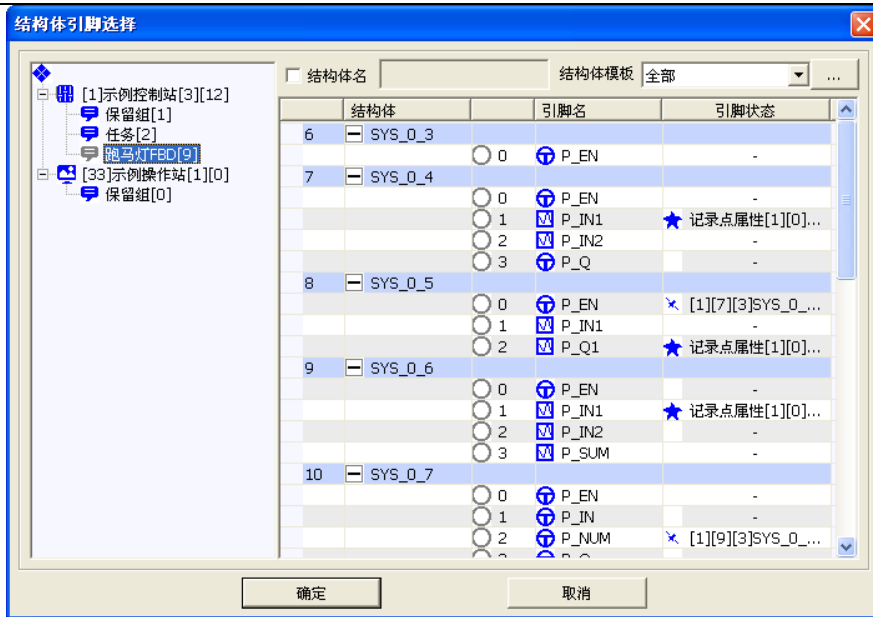 结构体引脚选择
[1]示例控制站[3][12]
保留组[1]
任务[2]
跑马灯FBD[9]
[33]示例操作站[1][0]
保留组[0]
结构体名 结构体模板 全部 ...
结构体 引脚名 引脚状态
6 SYS_0_3
0 P_EN -
7 SYS_0_4
0 P_EN -
1 P_IN1 记录点属性[1][0]...
2 P_IN2 -
3 P_Q -
8 SYS_0_5
0 P_EN [1][7][3]SYS_0_...
1 P_IN1 -
2 P_Q1 记录点属性[1][0]...
9 SYS_0_6
0 P_EN -
1 P_IN1 记录点属性[1][0]...
2 P_IN2 -
3 P_SUM -
10 SYS_0_7
0 P_EN -
1 P_IN -
2 P_NUM [1][9][3]SYS_0_...
确定 取消